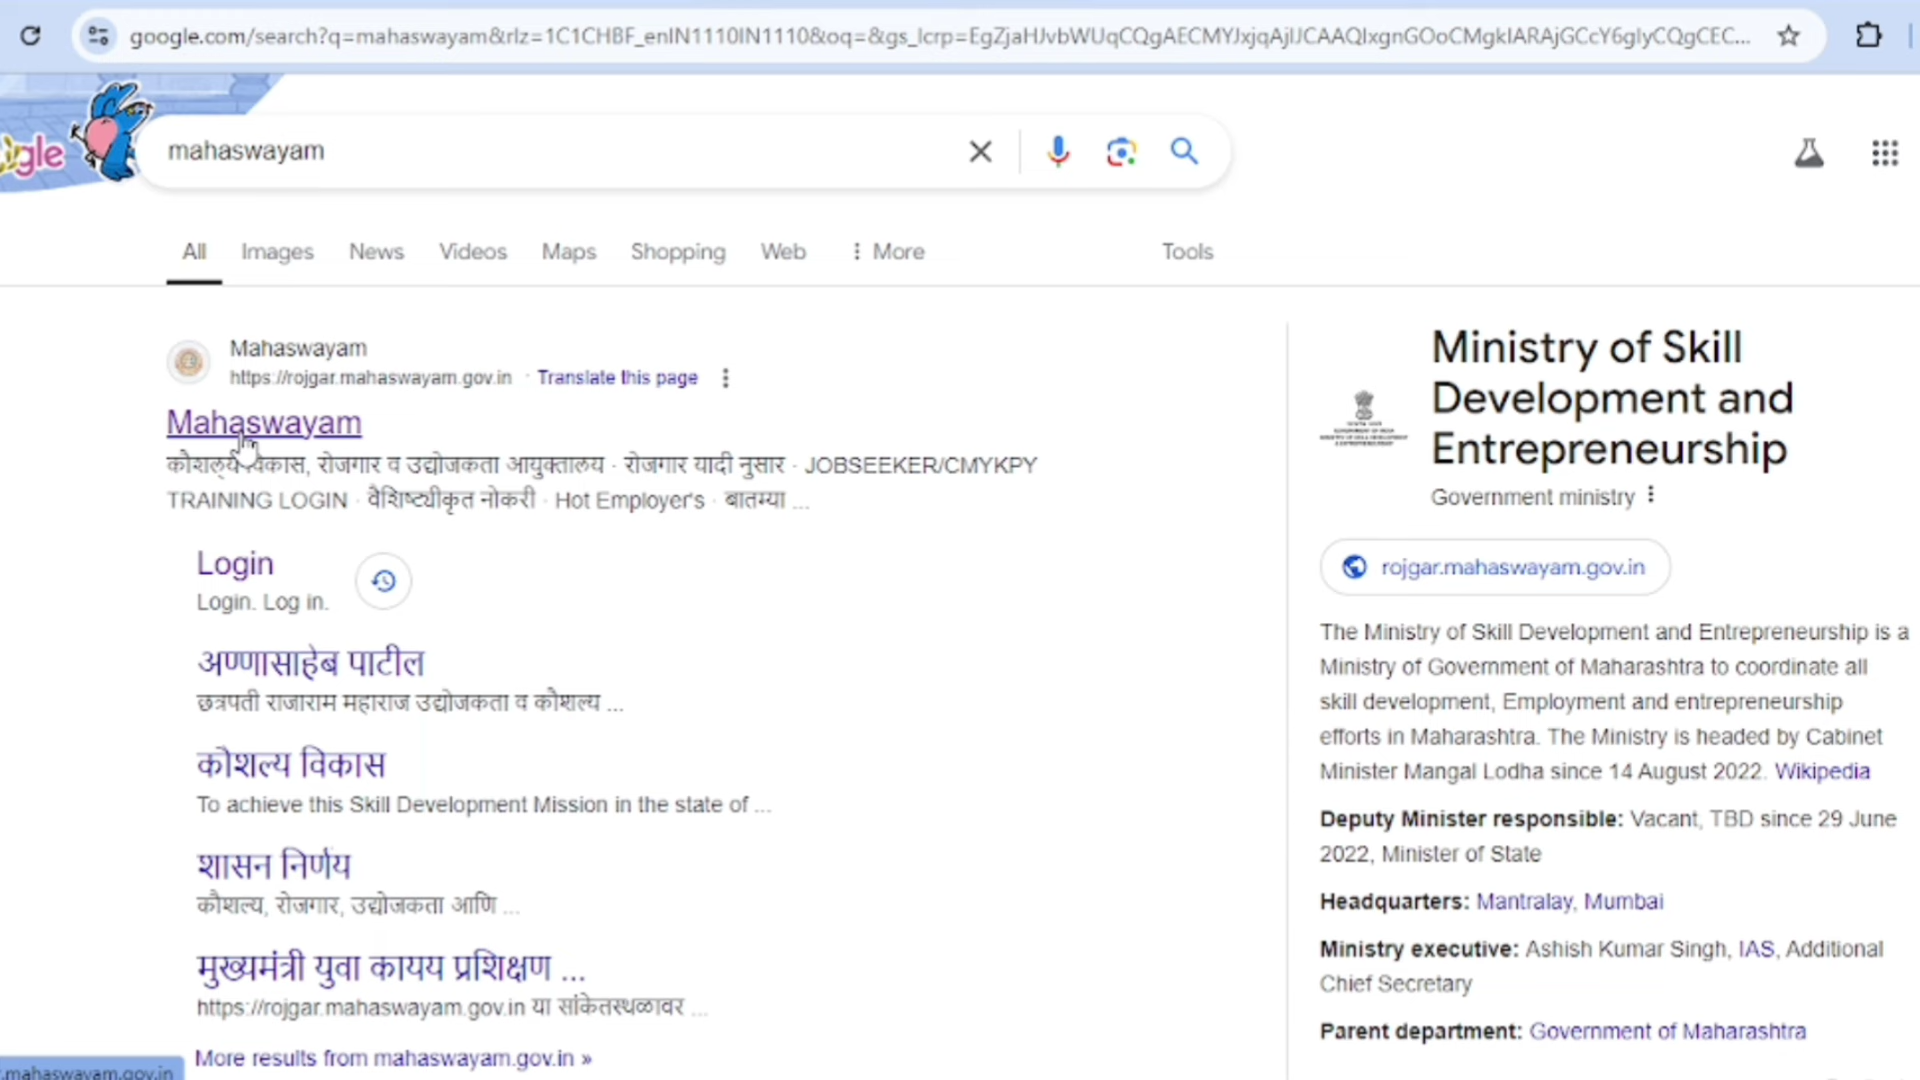 google.com/search?q=mahaswayam&rlz=1C1CHBF_enIN1110IN1110&oq=&gs_lcrp=EgZjaHJvbWUqCQgAECMYJxjqAjIJCAAQIxgnGOoCMgkIARAjGCcY6gIyCQgCEC...
gle
mahaswayam
All Images News Videos Maps Shopping Web More Tools
Mahaswayam
https://rojgar.mahaswayam.gov.in · Translate this page
Mahaswayam
कौशल्य विकास, रोजगार व उद्योजकता आयुक्तालय · रोजगार यादी नुसार · JOBSEEKER/CMYKPY
TRAINING LOGIN · वैशिष्ट्यीकृत नोकरी · Hot Employer's · बातम्या ...
Login
Login. Log in.
अण्णासाहेब पाटील
छत्रपती राजाराम महाराज उद्योजकता व कौशल्य ...
कौशल्य विकास
To achieve this Skill Development Mission in the state of ...
शासन निर्णय
कौशल्य, रोजगार, उद्योजकता आणि ...
मुख्यमंत्री युवा कायय प्रशिक्षण ...
https://rojgar.mahaswayam.gov.in या सांकेतस्थळावर ...
More results from mahaswayam.gov.in »
.mahaswayam.gov.in
Ministry of Skill
Development and
Entrepreneurship
Government ministry
rojgar.mahaswayam.gov.in
The Ministry of Skill Development and Entrepreneurship is a
Ministry of Government of Maharashtra to coordinate all
skill development, Employment and entrepreneurship
efforts in Maharashtra. The Ministry is headed by Cabinet
Minister Mangal Lodha since 14 August 2022. Wikipedia
Deputy Minister responsible: Vacant, TBD since 29 June
2022, Minister of State
Headquarters: Mantralay, Mumbai
Ministry executive: Ashish Kumar Singh, IAS, Additional
Chief Secretary
Parent department: Government of Maharashtra